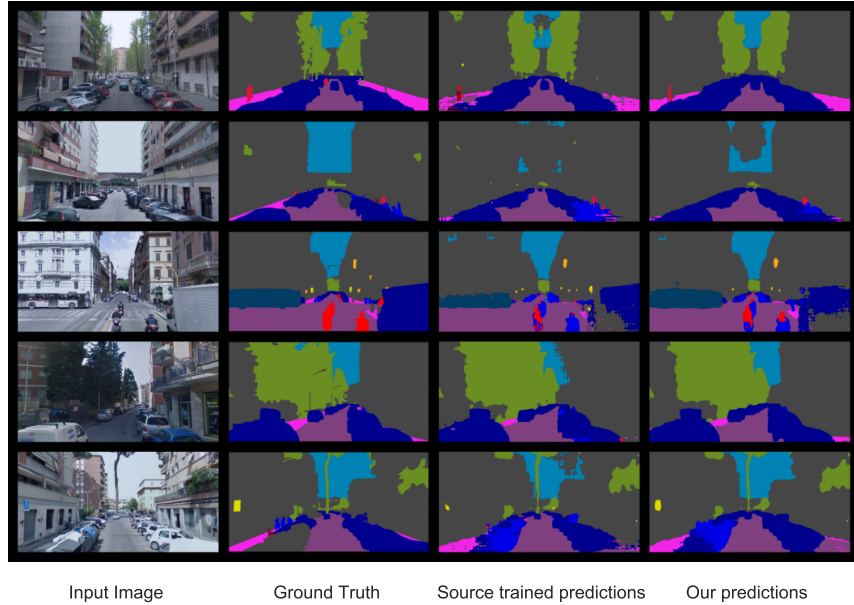 Input Image
Ground Truth
Source trained predictions
Our predictions